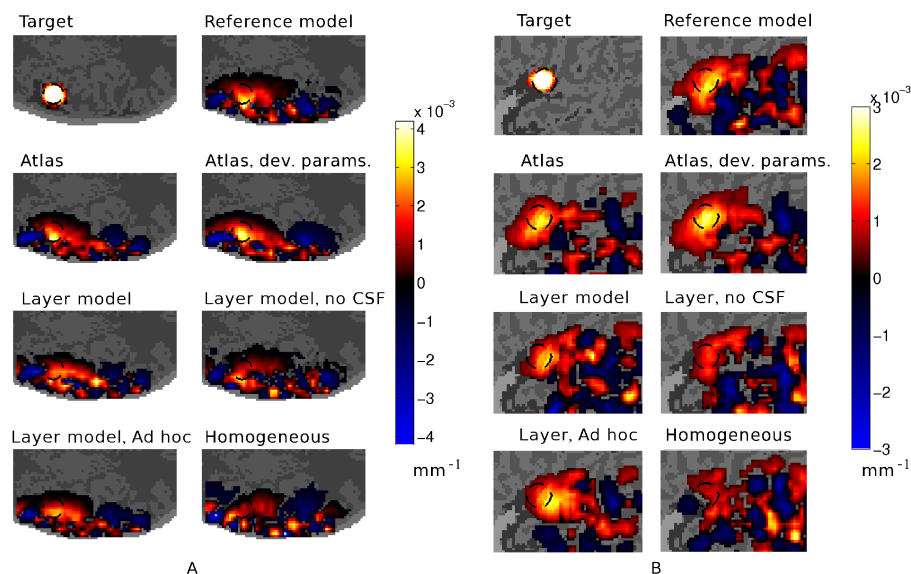 Target
Reference model
Atlas
Atlas, dev. params.
Layer model
Layer model, no CSF
Layer model, Ad hoc
Homogeneous
x 10⁻³
4
3
2
1
0
−1
−2
−3
−4
mm⁻¹
A
Target
Reference model
Atlas
Atlas, dev. params.
Layer model
Layer, no CSF
Layer, Ad hoc
Homogeneous
x 10⁻³
3
2
1
0
−1
−2
−3
mm⁻¹
B